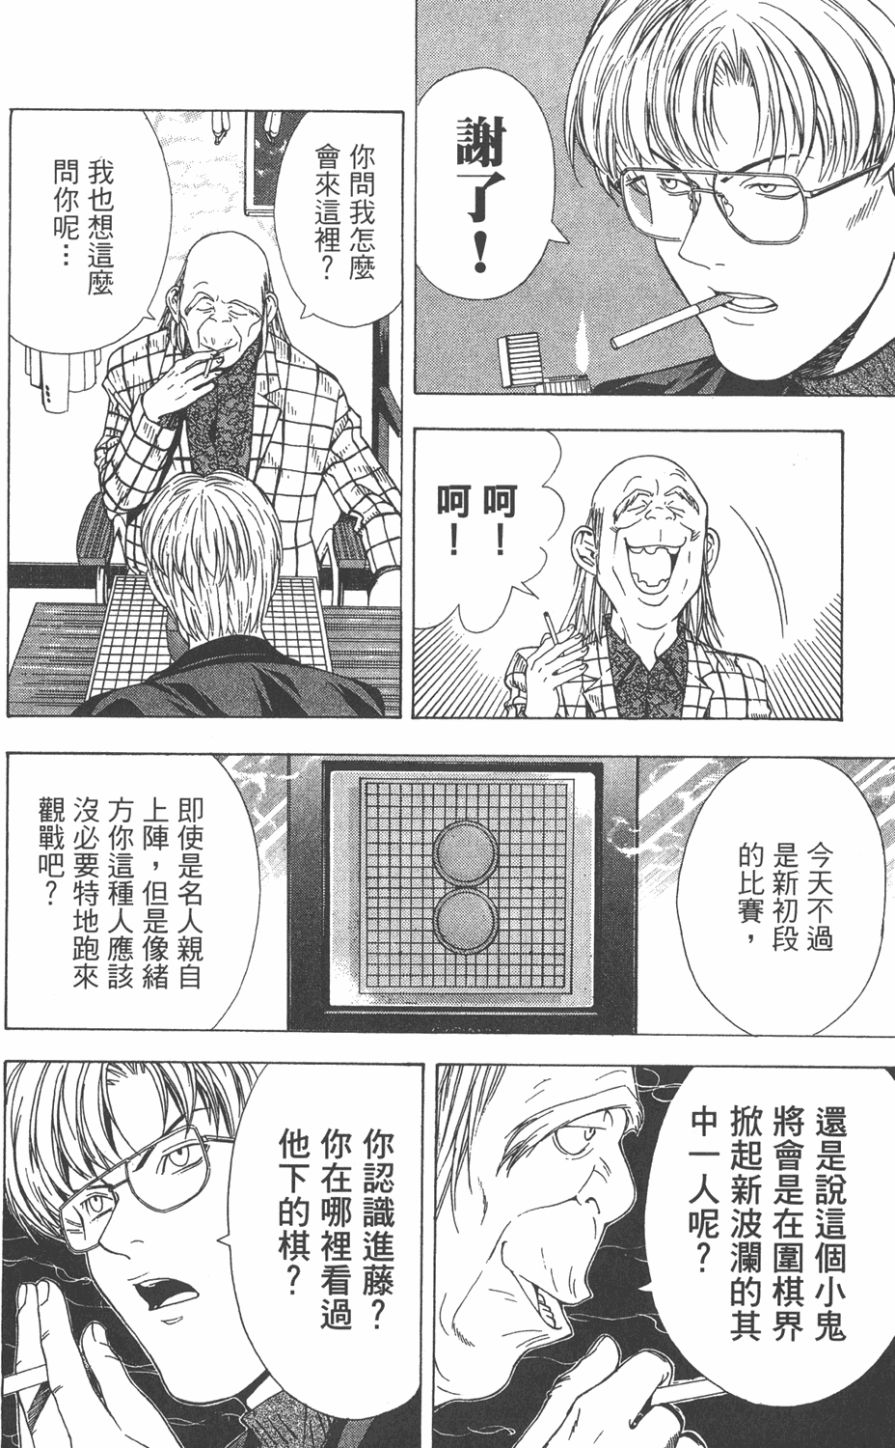 謝了！
呵！
呵！
你問我怎麼
會來這裡？
我也想這麼
問你呢…
今天不過
是新初段
的比賽，
即使是名人親自
上陣，但是像緒
方你這種人應該
沒必要特地跑來
觀戰吧？
還是說這個小鬼
將會是在圍棋界
掀起新波瀾的其
中一人呢？
你認識進藤？
你在哪裡看過
他下的棋？